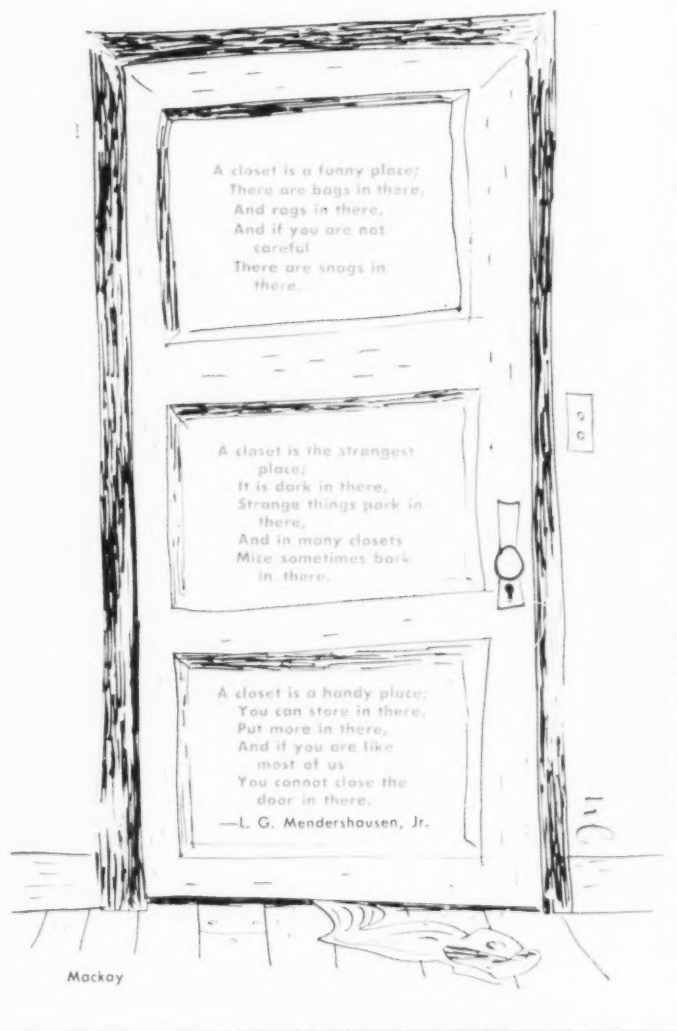 A closet is a funny place;
There are bags in there,
And rags in there,
And if you are not
careful
There are snags in
there.
A closet is the strangest
place;
It is dark in there,
Strange things park in
there,
And in many closets
Mice sometimes bark
in there.
A closet is a handy place;
You can store in there,
Put more in there,
And if you are like
most of us
You cannot close the
door in there.
—L. G. Mendershausen, Jr.
Mackay